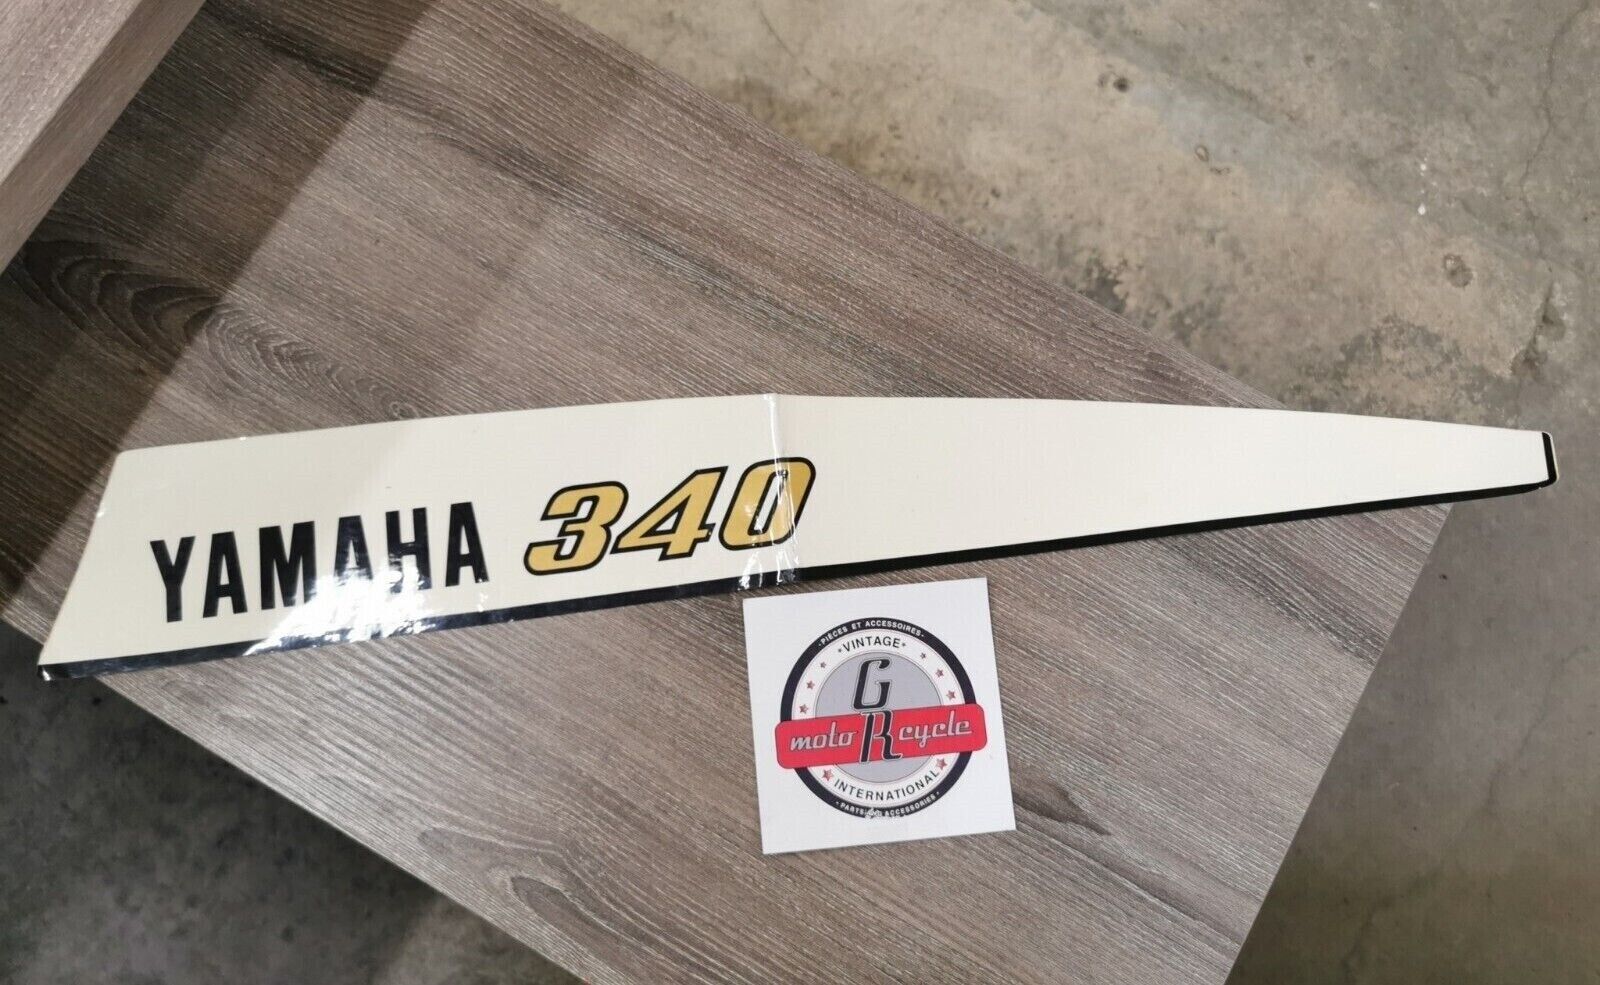 YAMAHA 340
•PIÈCES ET ACCESSOIRES•
•VINTAGE•
G
moto R cycle
INTERNATIONAL
•PARTS AND ACCESSORIES•